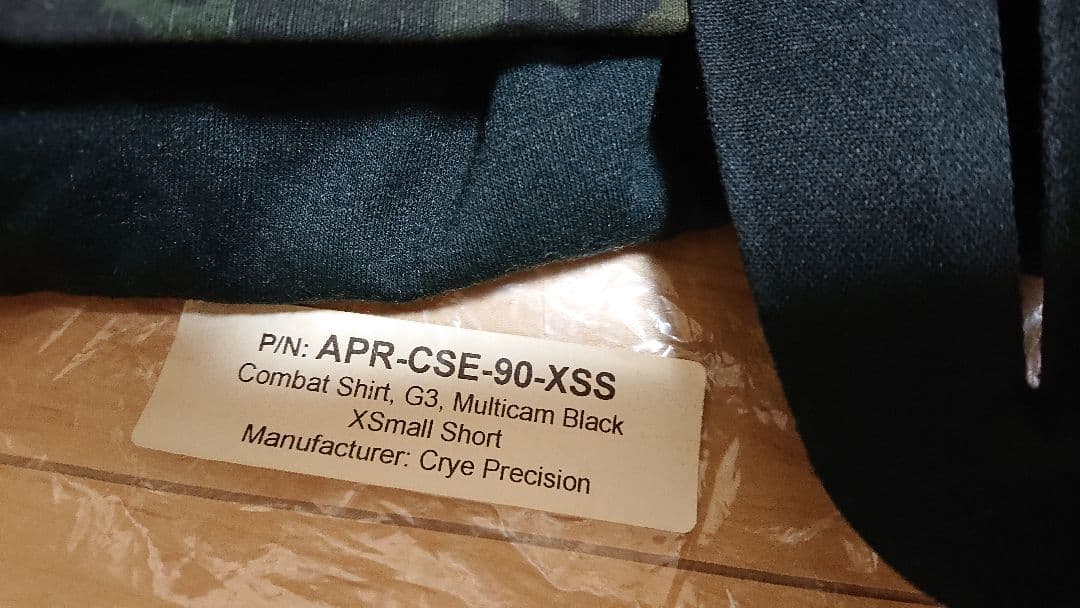 P/N: APR-CSE-90-XSS
Combat Shirt, G3, Multicam Black
XSmall Short
Manufacturer: Crye Precision